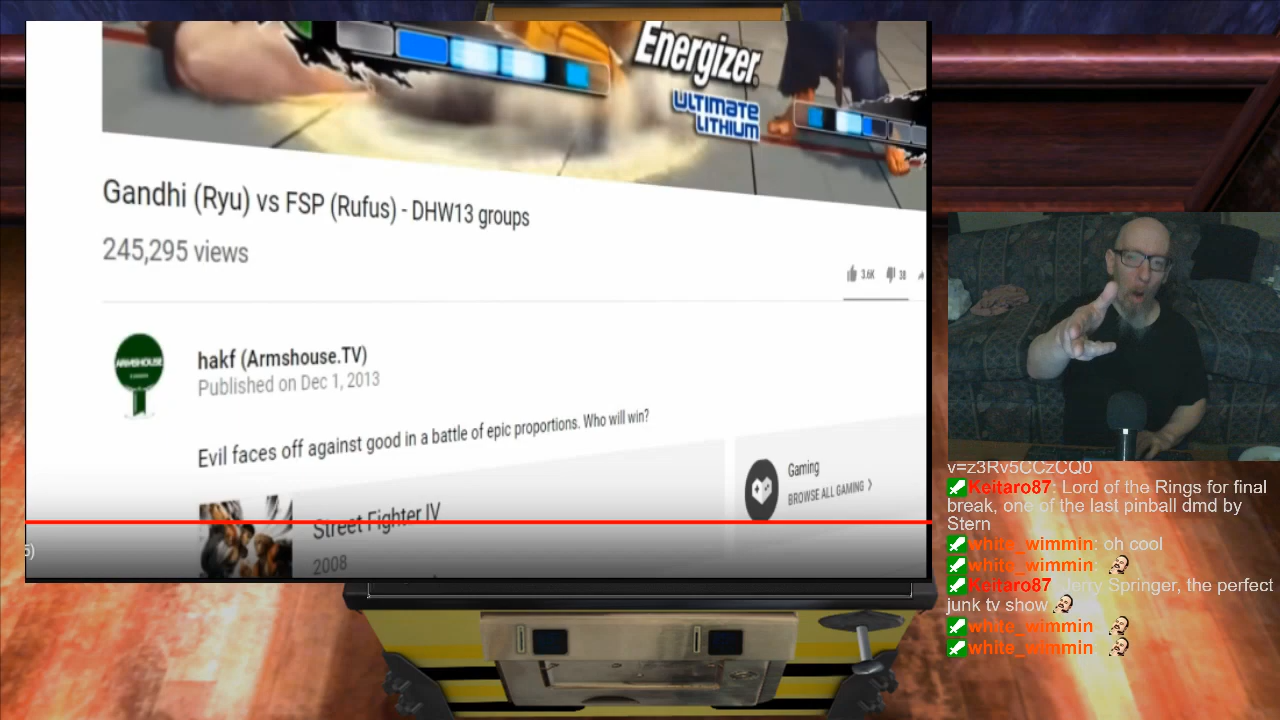 Energizer
ULTIMATE
LITHIUM
Gandhi (Ryu) vs FSP (Rufus) - DHW13 groups
245,295 views
3.6K
38
ARMSHOUSE
hakf (Armshouse.TV)
Published on Dec 1, 2013
Evil faces off against good in a battle of epic proportions. Who will win?
Gaming
BROWSE ALL GAMING
Street Fighter IV
2008
v=z3Rv5CCzCQ0
Keitaro87: Lord of the Rings for final
break, one of the last pinball dmd by
Stern
white_wimmin: oh cool
white_wimmin:
Keitaro87: Jerry Springer, the perfect
junk tv show
white_wimmin
white_wimmin